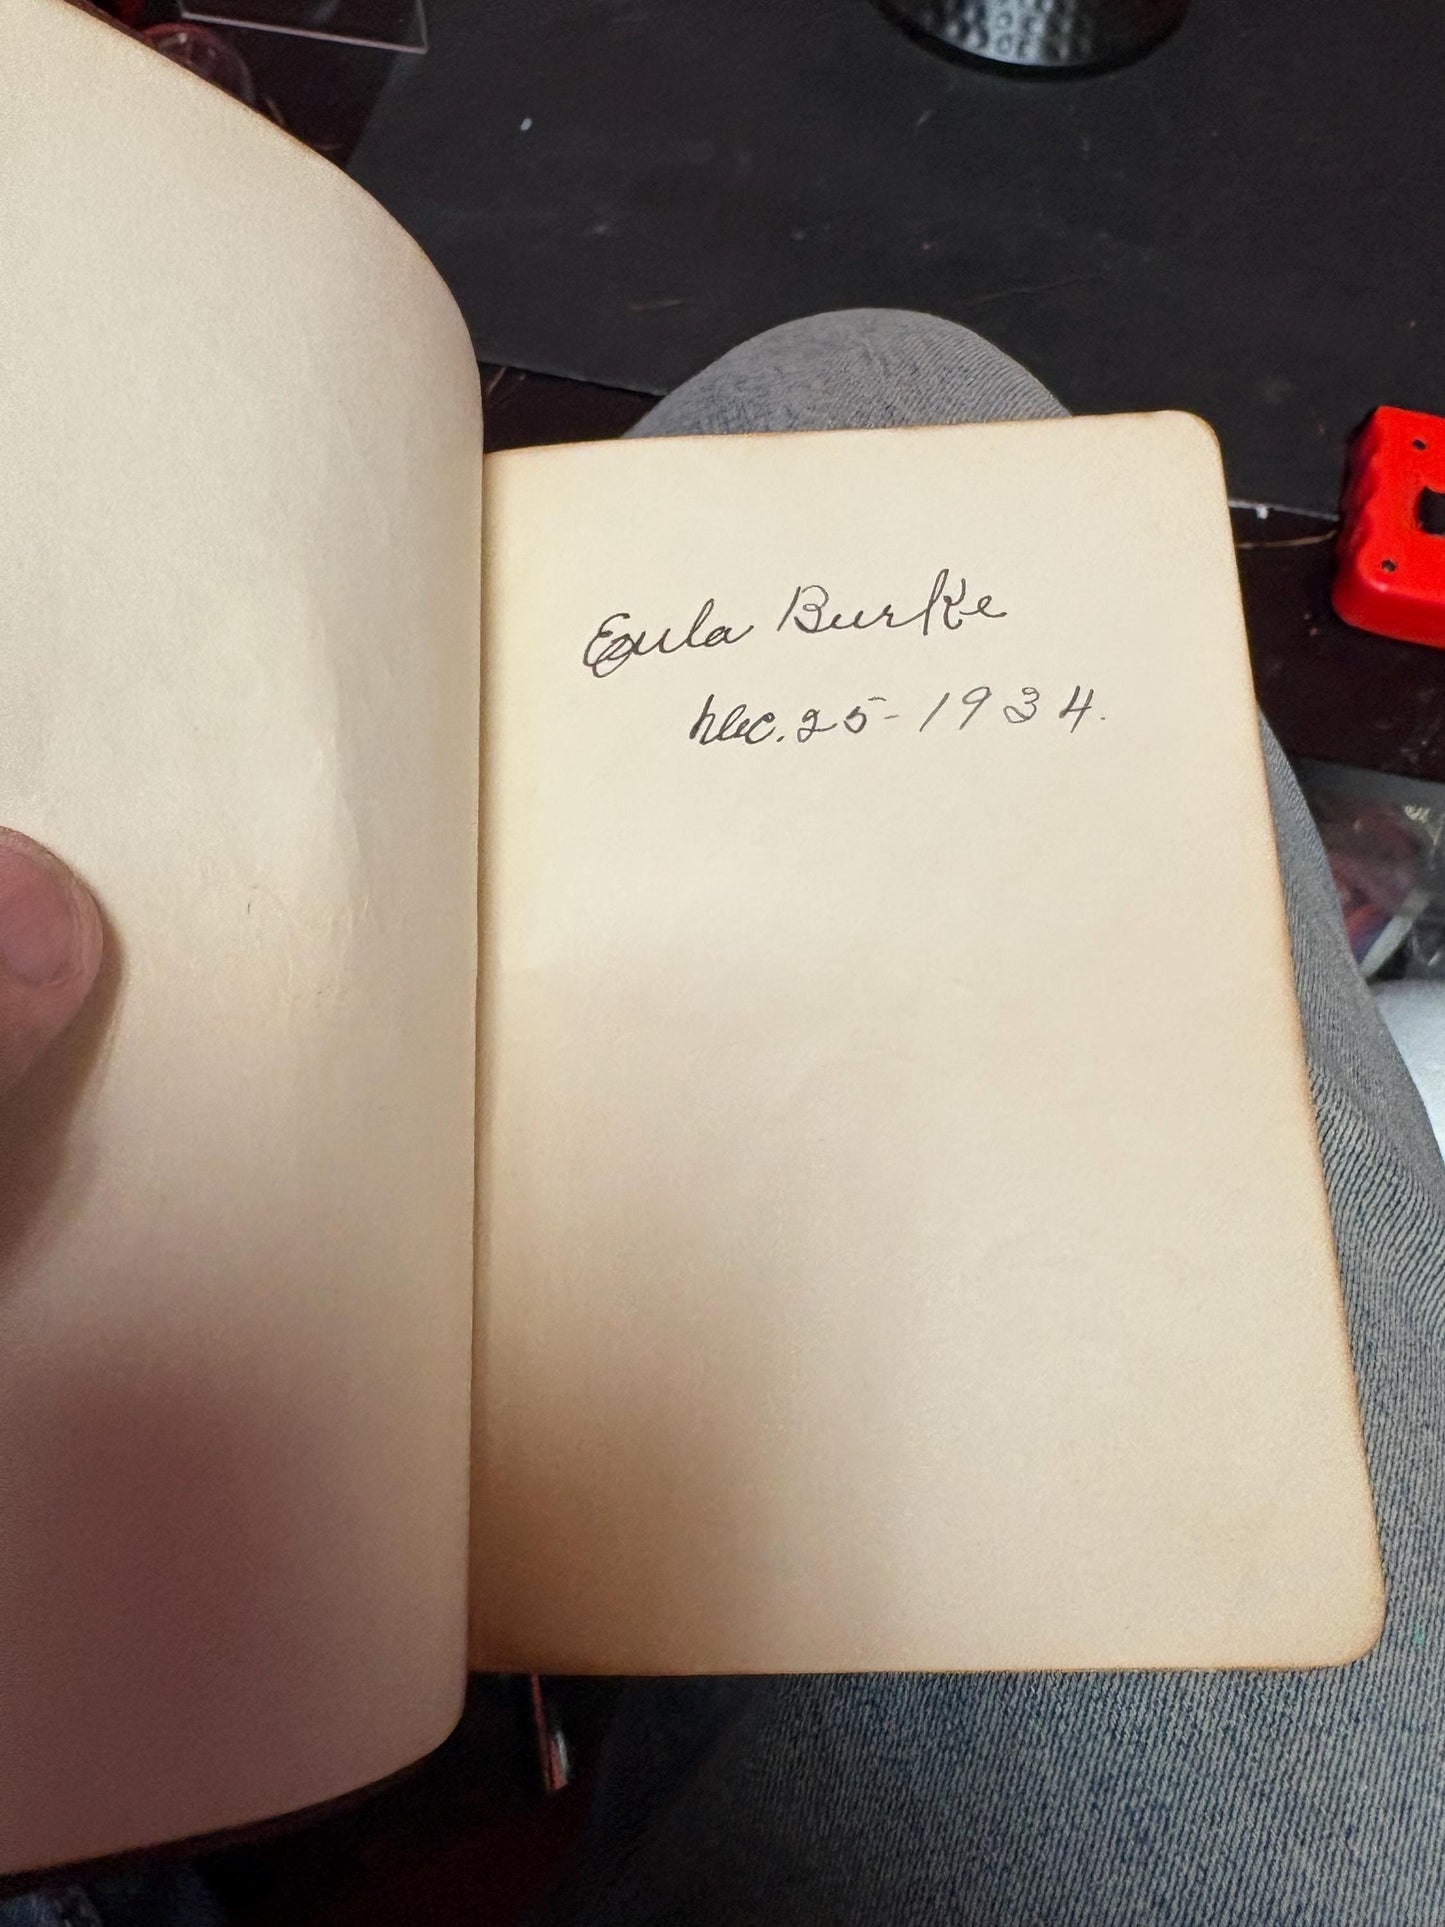 Eula Burke
Dec. 25-1934.